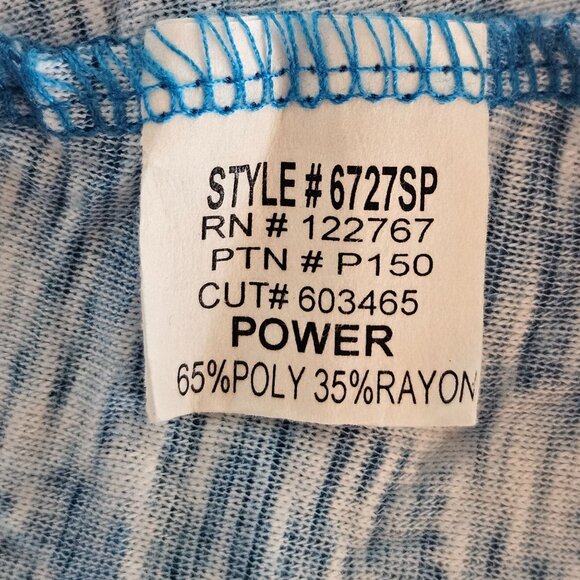 STYLE # 6727SP
RN # 122767
PTN # P150
CUT# 603465
POWER
65%POLY 35%RAYON